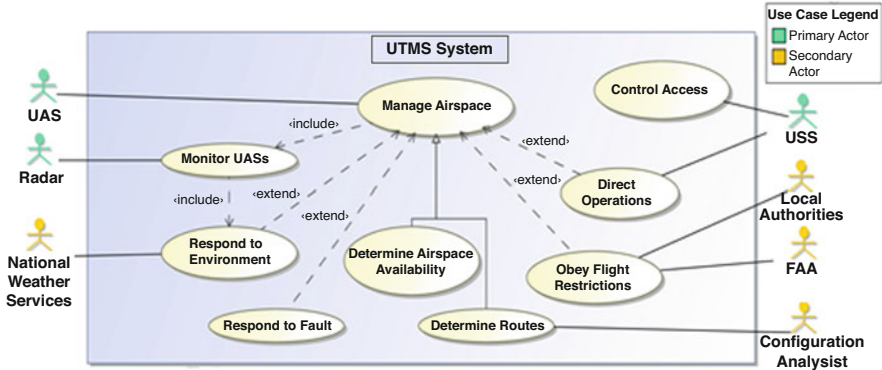 Use Case Legend
Primary Actor
Secondary
Actor
UTMS System
UAS
Radar
National
Weather
Services
Manage Airspace
Control Access
‹include›
Monitor UASs
‹include›
‹extend›
‹extend›
‹extend›
‹extend›
Direct
Operations
Respond to
Environment
Determine Airspace
Availability
Obey Flight
Restrictions
Respond to Fault
Determine Routes
USS
Local
Authorities
FAA
Configuration
Analysist